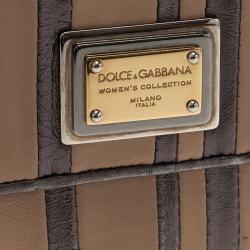 DOLCE & GABBANA
WOMEN'S COLLECTION
MILANO
ITALIA